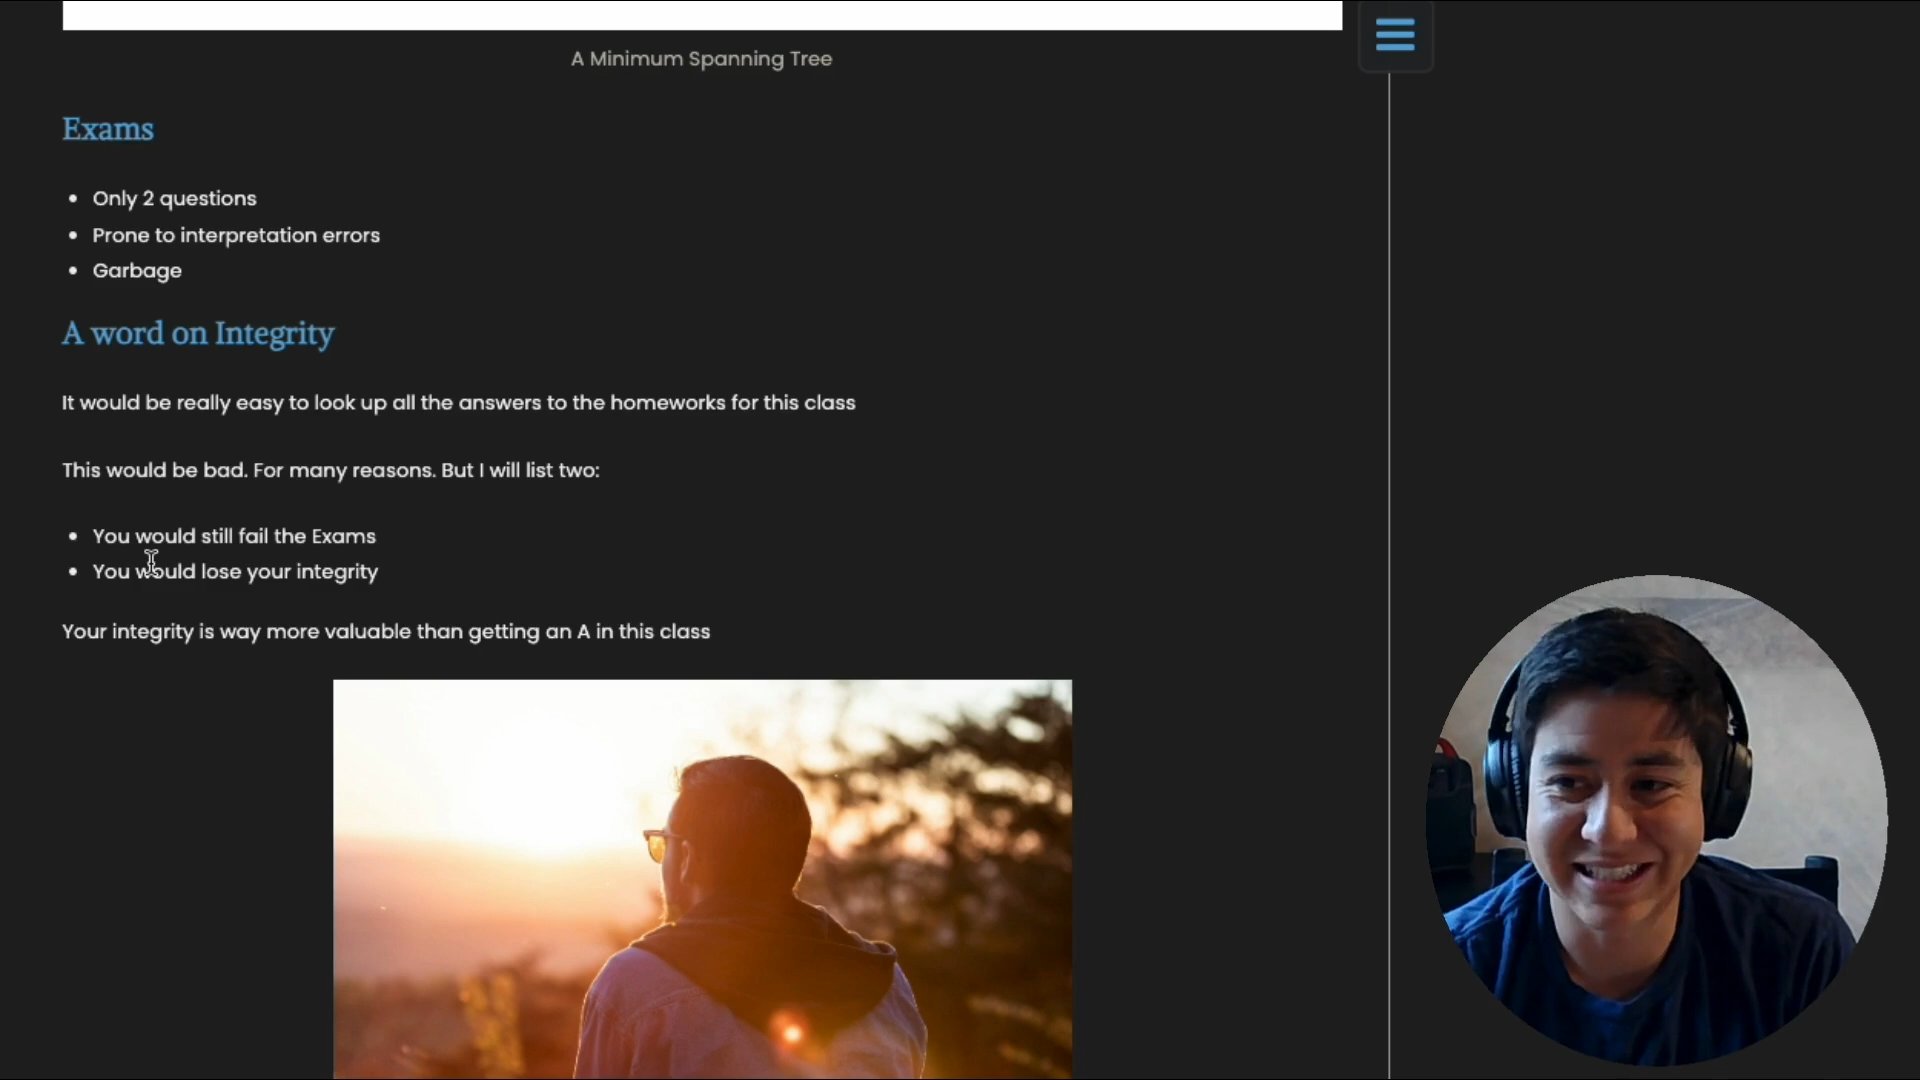 A Minimum Spanning Tree
Exams
Only 2 questions
Prone to interpretation errors
Garbage
A word on Integrity
It would be really easy to look up all the answers to the homeworks for this class
This would be bad. For many reasons. But I will list two:
You would still fail the Exams
You would lose your integrity
Your integrity is way more valuable than getting an A in this class